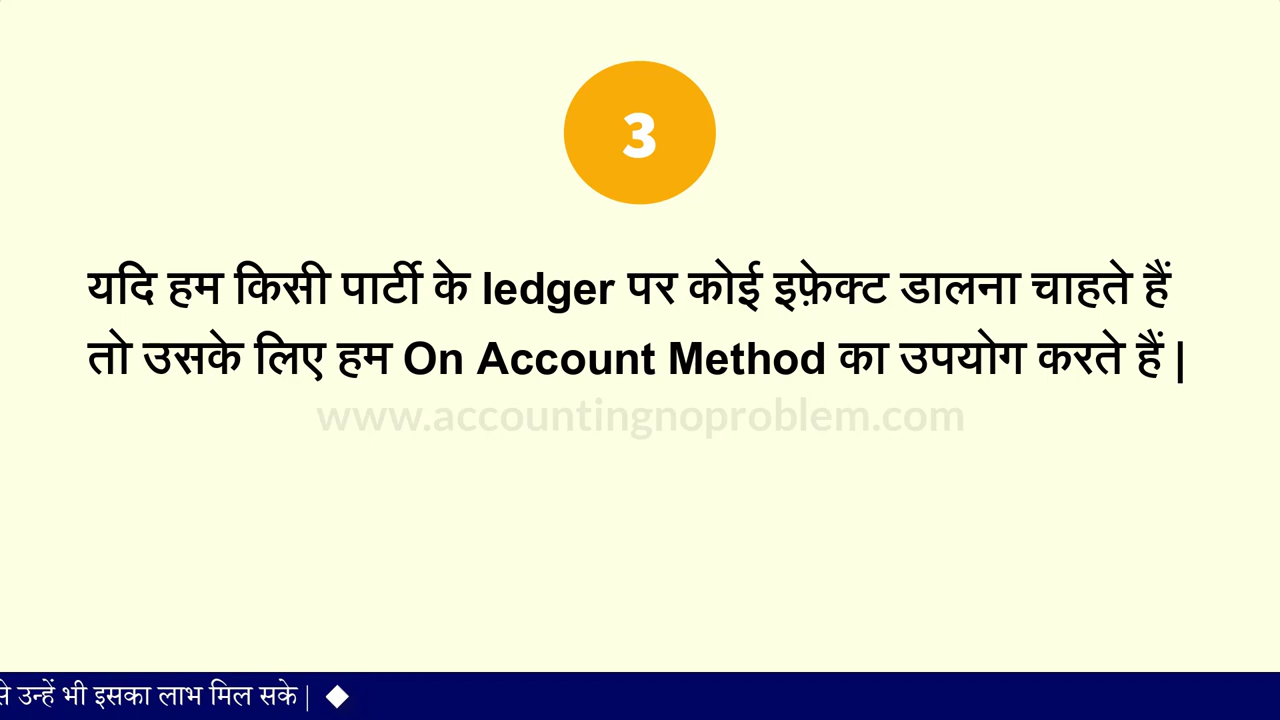 3
यदि हम किसी पार्टी के ledger पर कोई इफ़ेक्ट डालना चाहते हैं
तो उसके लिए हम On Account Method का उपयोग करते हैं |
www.accountingnoproblem.com
से उन्हें भी इसका लाभ मिल सके | ◆